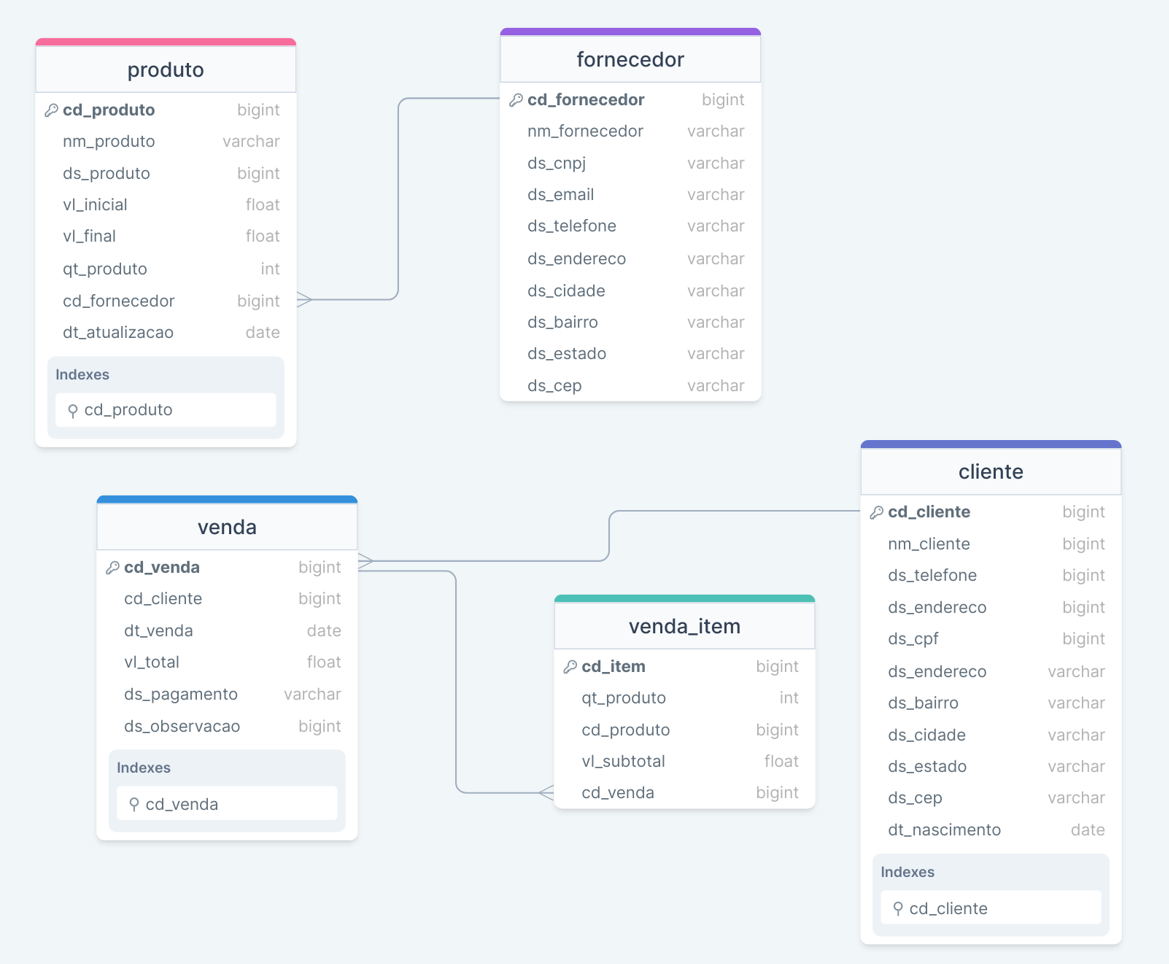 produto
cd_produto bigint
nm_produto varchar
ds_produto bigint
vl_inicial float
vl_final float
qt_produto int
cd_fornecedor bigint
dt_atualizacao date
Indexes
cd_produto
fornecedor
cd_fornecedor bigint
nm_fornecedor varchar
ds_cnpj varchar
ds_email varchar
ds_telefone varchar
ds_endereco varchar
ds_cidade varchar
ds_bairro varchar
ds_estado varchar
ds_cep varchar
venda
cd_venda bigint
cd_cliente bigint
dt_venda date
vl_total float
ds_pagamento varchar
ds_observacao bigint
Indexes
cd_venda
venda_item
cd_item bigint
qt_produto int
cd_produto bigint
vl_subtotal float
cd_venda bigint
cliente
cd_cliente bigint
nm_cliente bigint
ds_telefone bigint
ds_endereco bigint
ds_cpf bigint
ds_endereco varchar
ds_bairro varchar
ds_cidade varchar
ds_estado varchar
ds_cep varchar
dt_nascimento date
Indexes
cd_cliente